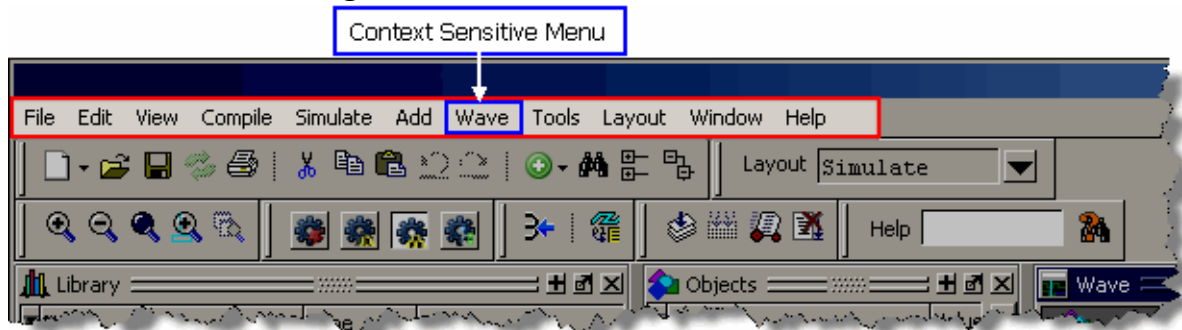 Context Sensitive Menu
File Edit View Compile Simulate Add Wave Tools Layout Window Help
Layout Simulate
Help
Library Objects Wave